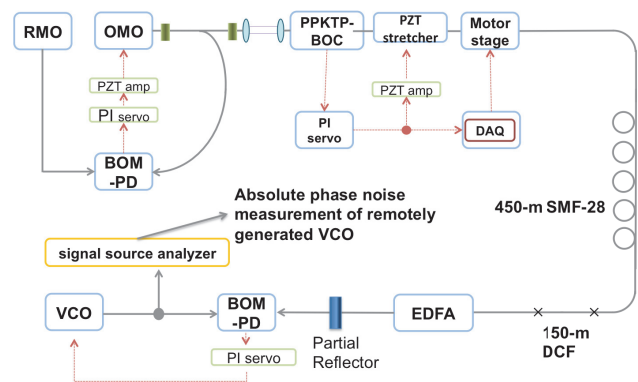 RMO
OMO
PPKTP-
BOC
PZT
stretcher
Motor
stage
PZT amp
PI servo
BOM
-PD
PZT amp
PI
servo
DAQ
450-m SMF-28
Absolute phase noise
measurement of remotely
generated VCO
signal source analyzer
VCO
BOM
-PD
EDFA
PI servo
Partial
Reflector
150-m
DCF